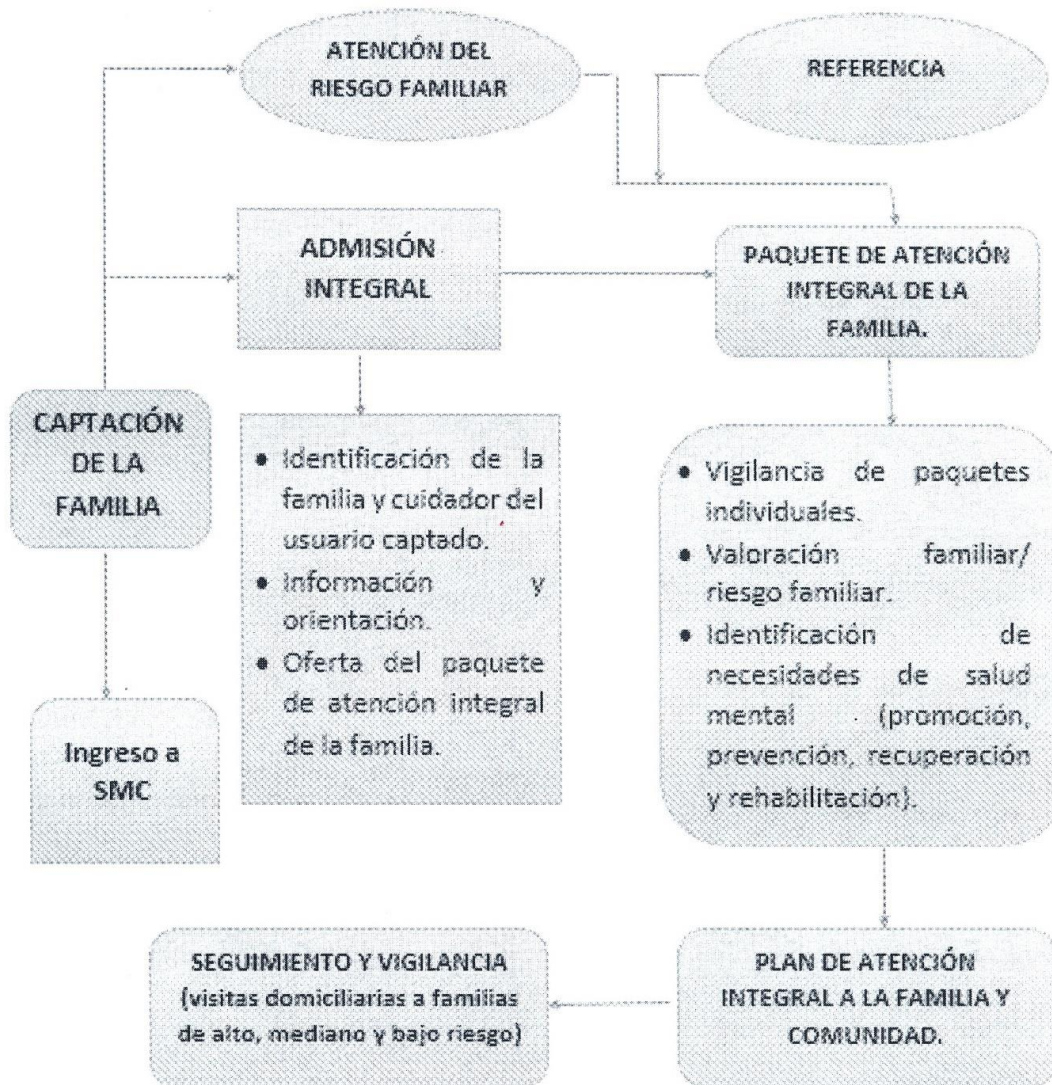 ATENCIÓN DEL
RIESGO FAMILIAR
REFERENCIA
ADMISIÓN
INTEGRAL
PAQUETE DE ATENCIÓN
INTEGRAL DE LA
FAMILIA.
CAPTACIÓN
DE LA
FAMILIA
• Identificación de la
familia y cuidador del
usuario captado.
• Información y
orientación.
• Oferta del paquete
de atención integral
de la familia.
• Vigilancia de paquetes
individuales.
• Valoración familiar/
riesgo familiar.
• Identificación de
necesidades de salud
mental (promoción,
prevención, recuperación
y rehabilitación).
Ingreso a
SMC
SEGUIMIENTO Y VIGILANCIA
(visitas domiciliarias a familias
de alto, mediano y bajo riesgo)
PLAN DE ATENCIÓN
INTEGRAL A LA FAMILIA Y
COMUNIDAD.